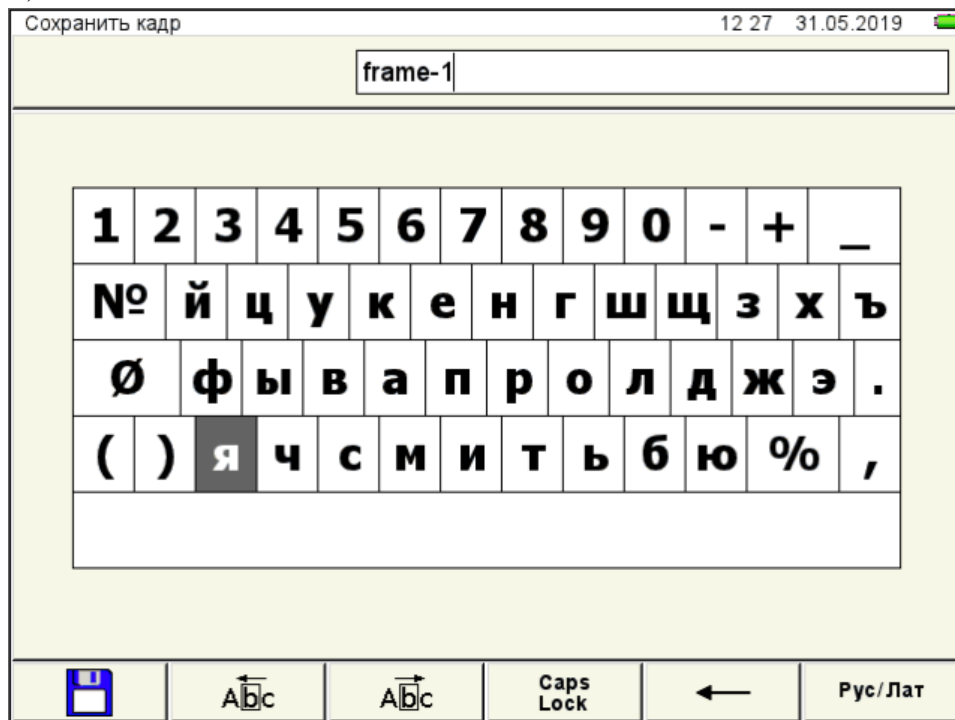 Сохранить кадр 12 27 31.05.2019
frame-1
1 2 3 4 5 6 7 8 9 0 - + _
№ й ц у к е н г ш щ з х ъ
Ø ф ы в а п р о л д ж э .
( ) я ч с м и т ь б ю % ,
Abc Abc Caps Lock Рус/Лат